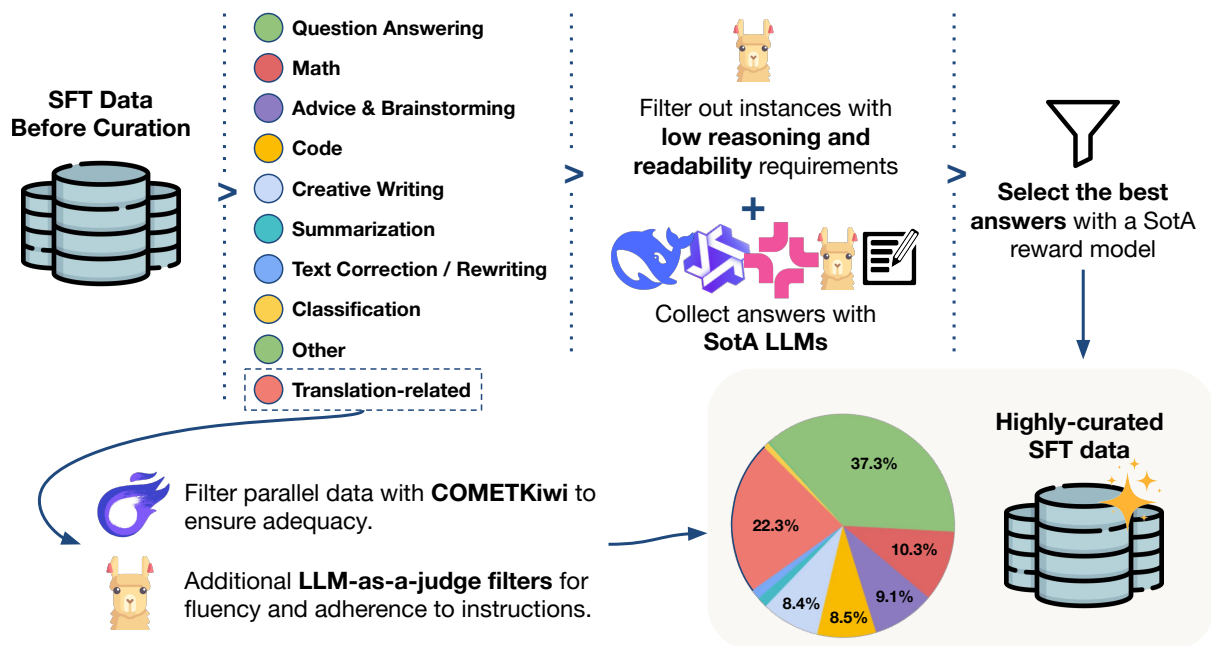 SFT Data
Before Curation
>
Question Answering
Math
Advice & Brainstorming
Code
Creative Writing
Summarization
Text Correction / Rewriting
Classification
Other
Translation-related
>
Filter out instances with
low reasoning and
readability requirements
+
Collect answers with
SotA LLMs
>
Select the best
answers with a SotA
reward model
Filter parallel data with COMETKiwi to
ensure adequacy.
Additional LLM-as-a-judge filters for
fluency and adherence to instructions.
37.3%
10.3%
9.1%
8.5%
8.4%
22.3%
Highly-curated
SFT data